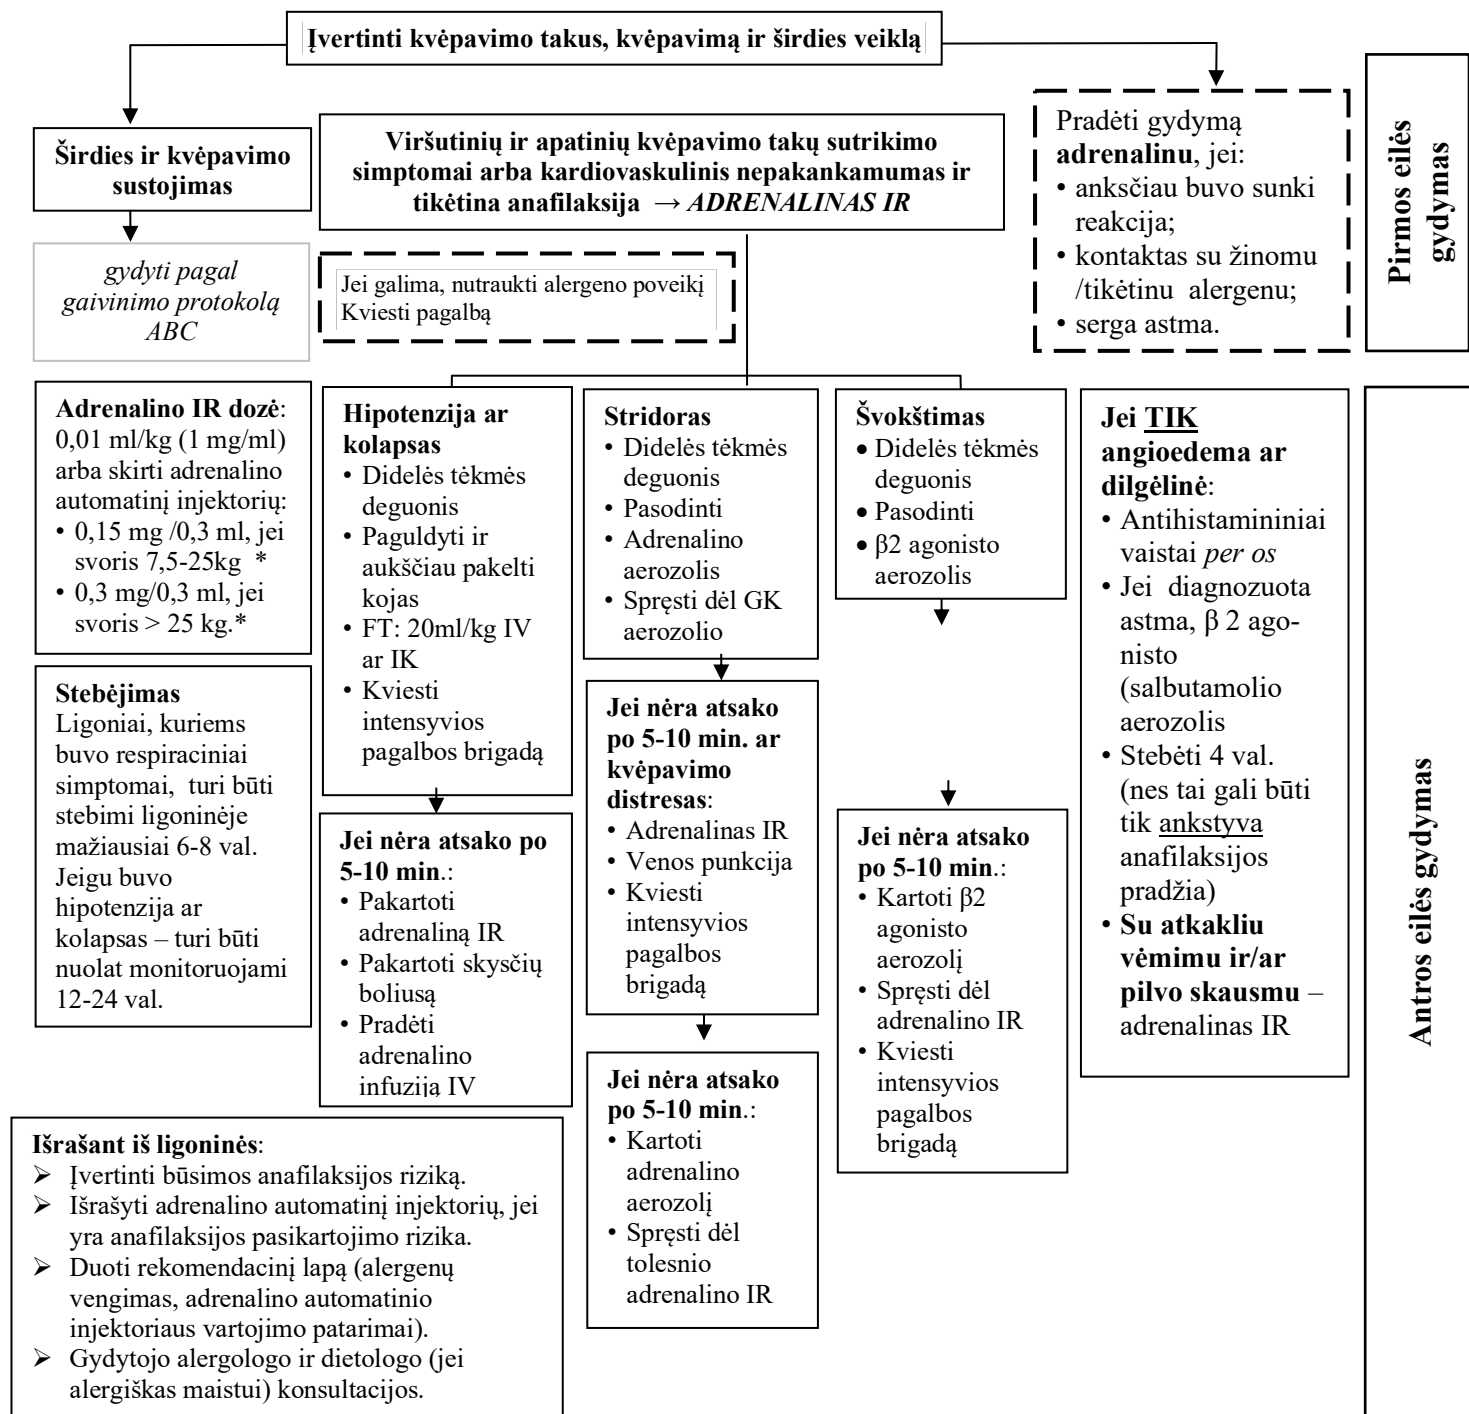 Įvertinti kvėpavimo takus, kvėpavimą ir širdies veiklą
Širdies ir kvėpavimo
sustojimas
gydyti pagal
gaivinimo protokolą
ABC
Viršutinių ir apatinių kvėpavimo takų sutrikimo
simptomai arba kardiovaskulinis nepakankamumas ir
tikėtina anafilaksija → ADRENALINAS IR
Jei galima, nutraukti alergeno poveikį
Kviesti pagalbą
Pradėti gydymą
adrenalinu, jei:
• anksčiau buvo sunki
reakcija;
• kontaktas su žinomu
/tikėtinu alergenu;
• serga astma.
Pirmos eilės
gydymas
Adrenalino IR dozė:
0,01 ml/kg (1 mg/ml)
arba skirti adrenalino
automatinį injektorių:
• 0,15 mg /0,3 ml, jei
svoris 7,5-25kg *
• 0,3 mg/0,3 ml, jei
svoris > 25 kg.*
Stebėjimas
Ligoniai, kuriems
buvo respiraciniai
simptomai, turi būti
stebimi ligoninėje
mažiausiai 6-8 val.
Jeigu buvo
hipotenzija ar
kolapsas – turi būti
nuolat monitoruojami
12-24 val.
Hipotenzija ar
kolapsas
• Didelės tėkmės
deguonis
• Paguldyti ir
aukščiau pakelti
kojas
• FT: 20ml/kg IV
ar IK
• Kviesti
intensyvios
pagalbos brigadą
Jei nėra atsako po
5-10 min.:
• Pakartoti
adrenaliną IR
• Pakartoti skysčių
boliusą
• Pradėti
adrenalino
infuziją IV
Stridoras
• Didelės tėkmės
deguonis
• Pasodinti
• Adrenalino
aerozolis
• Spręsti dėl GK
aerozolio
Jei nėra atsako
po 5-10 min. ar
kvėpavimo
distresas:
• Adrenalinas IR
• Venos punkcija
• Kviesti
intensyvios
pagalbos
brigadą
Jei nėra atsako
po 5-10 min.:
• Kartoti
adrenalino
aerozolį
• Spręsti dėl
tolesnio
adrenalino IR
Švokštimas
• Didelės tėkmės
deguonis
• Pasodinti
• β2 agonisto
aerozolis
Jei nėra atsako
po 5-10 min.:
• Kartoti β2
agonisto
aerozolį
• Spręsti dėl
adrenalino IR
• Kviesti
intensyvios
pagalbos
brigadą
Jei TIK
angioedema ar
dilgėlinė:
• Antihistamininiai
vaistai per os
• Jei diagnozuota
astma, β 2 ago-
nisto
(salbutamolio
aerozolis
• Stebėti 4 val.
(nes tai gali būti
tik ankstyva
anafilaksijos
pradžia)
• Su atkakliu
vėmimu ir/ar
pilvo skausmu –
adrenalinas IR
Antros eilės gydymas
Išrašant iš ligoninės:
➢ Įvertinti būsimos anafilaksijos riziką.
➢ Išrašyti adrenalino automatinį injektorių, jei
yra anafilaksijos pasikartojimo rizika.
➢ Duoti rekomendacinį lapą (alergenų
vengimas, adrenalino automatinio
injektoriaus vartojimo patarimai).
➢ Gydytojo alergologo ir dietologo (jei
alergiškas maistui) konsultacijos.